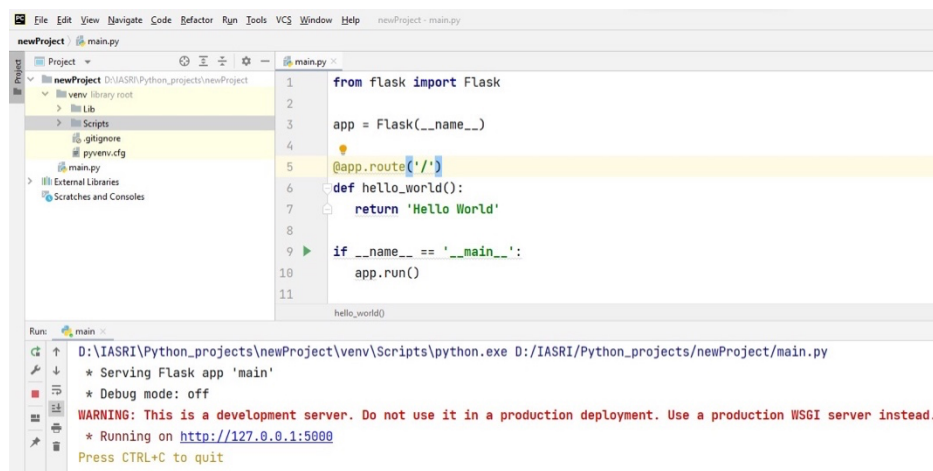 PC File Edit View Navigate Code Refactor Run Tools VCS Window Help newProject - main.py
newProject main.py
Project
Project
main.py
newProject D:\IASRI\Python_projects\newProject
venv library root
Lib
Scripts
.gitignore
pyvenv.cfg
main.py
External Libraries
Scratches and Consoles
1 from flask import Flask
2
3 app = Flask(__name__)
4
5 @app.route('/')
6 def hello_world():
7 return 'Hello World'
8
9 if __name__ == '__main__':
10 app.run()
11
hello_world()
Run: main
D:\IASRI\Python_projects\newProject\venv\Scripts\python.exe D:/IASRI/Python_projects/newProject/main.py
* Serving Flask app 'main'
* Debug mode: off
WARNING: This is a development server. Do not use it in a production deployment. Use a production WSGI server instead.
* Running on http://127.0.0.1:5000
Press CTRL+C to quit